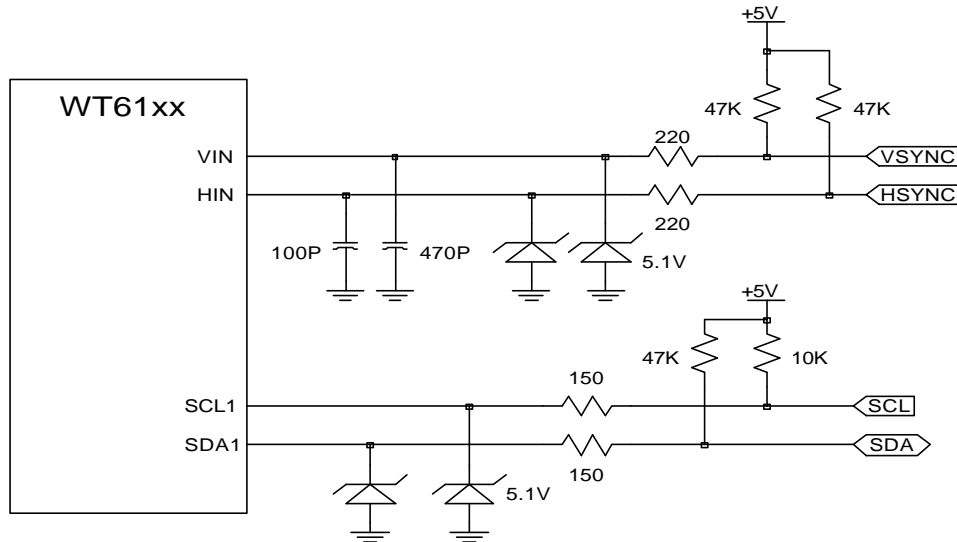 +5V
WT61xx
47K
47K
220
VIN
VSYNC
HIN
HSYNC
220
100P
470P
5.1V
+5V
47K
10K
150
SCL1
SCL
SDA1
SDA
150
5.1V